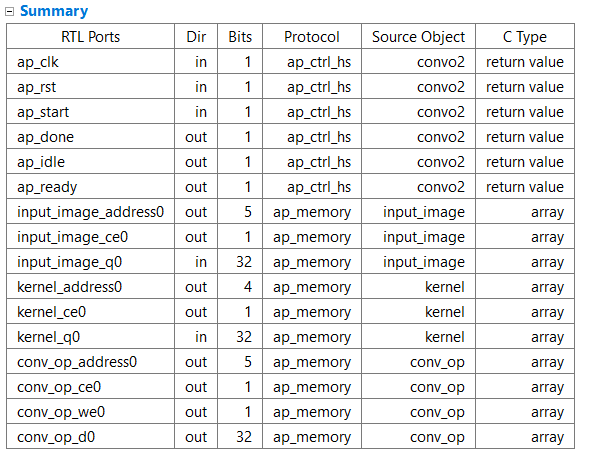 Summary
RTL Ports Dir Bits Protocol Source Object C Type
ap_clk in 1 ap_ctrl_hs convo2 return value
ap_rst in 1 ap_ctrl_hs convo2 return value
ap_start in 1 ap_ctrl_hs convo2 return value
ap_done out 1 ap_ctrl_hs convo2 return value
ap_idle out 1 ap_ctrl_hs convo2 return value
ap_ready out 1 ap_ctrl_hs convo2 return value
input_image_address0 out 5 ap_memory input_image array
input_image_ce0 out 1 ap_memory input_image array
input_image_q0 in 32 ap_memory input_image array
kernel_address0 out 4 ap_memory kernel array
kernel_ce0 out 1 ap_memory kernel array
kernel_q0 in 32 ap_memory kernel array
conv_op_address0 out 5 ap_memory conv_op array
conv_op_ce0 out 1 ap_memory conv_op array
conv_op_we0 out 1 ap_memory conv_op array
conv_op_d0 out 32 ap_memory conv_op array